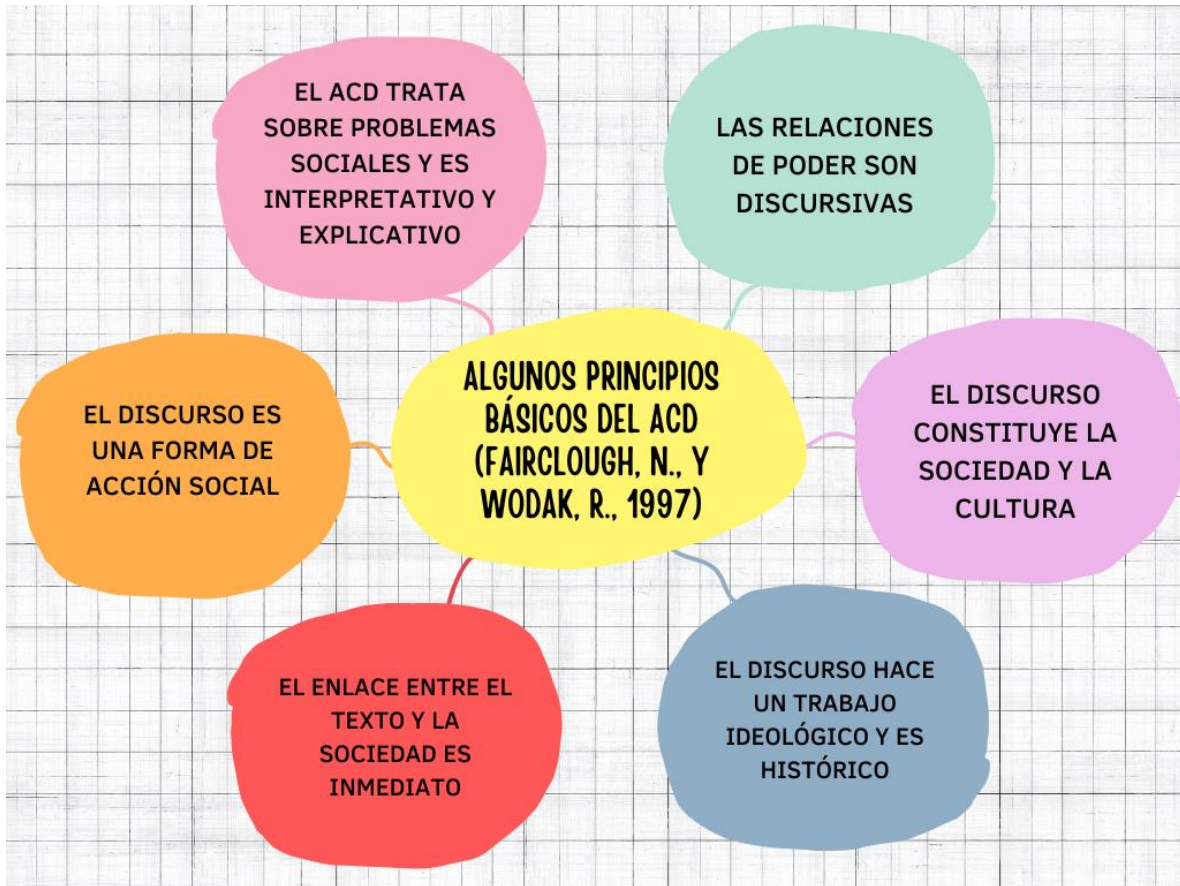 EL ACD TRATA
SOBRE PROBLEMAS
SOCIALES Y ES
INTERPRETATIVO Y
EXPLICATIVO
LAS RELACIONES
DE PODER SON
DISCURSIVAS
EL DISCURSO ES
UNA FORMA DE
ACCIÓN SOCIAL
ALGUNOS PRINCIPIOS
BÁSICOS DEL ACD
(FAIRCLOUGH, N., Y
WODAK, R., 1997)
EL DISCURSO
CONSTITUYE LA
SOCIEDAD Y LA
CULTURA
EL ENLACE ENTRE EL
TEXTO Y LA
SOCIEDAD ES
INMEDIATO
EL DISCURSO HACE
UN TRABAJO
IDEOLÓGICO Y ES
HISTÓRICO